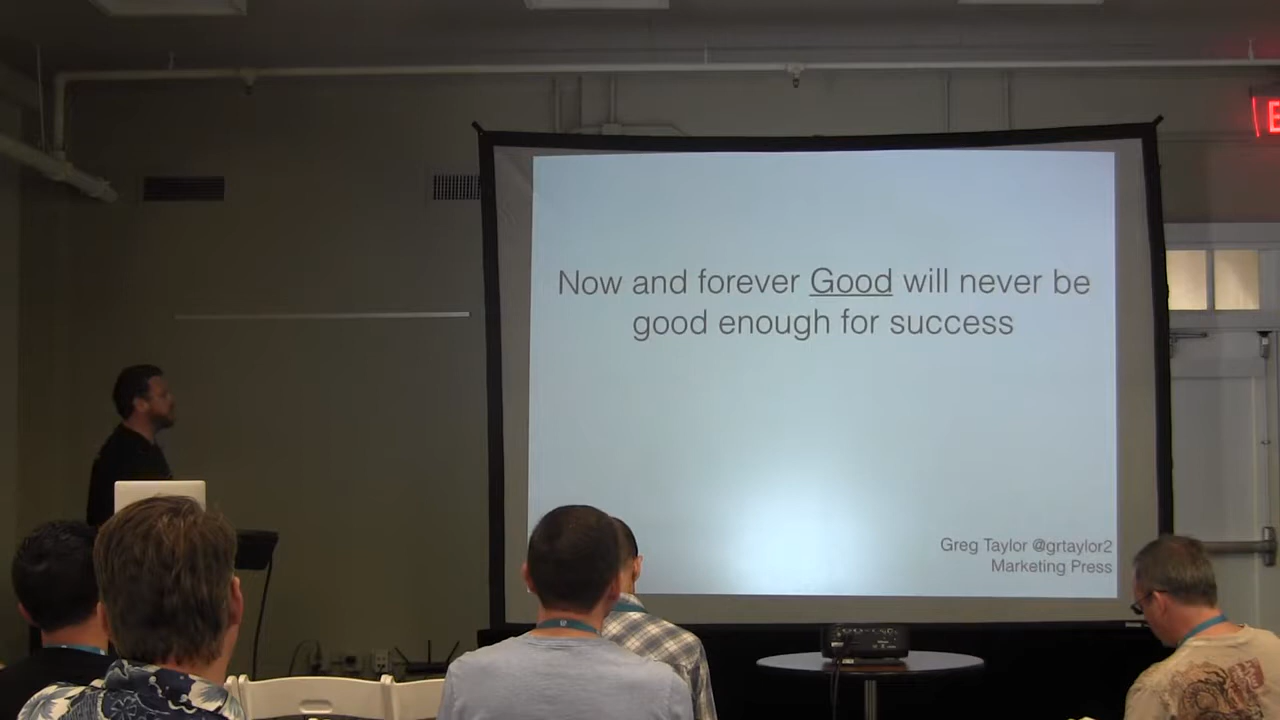 Now and forever Good will never be
good enough for success
Greg Taylor @grtaylor2
Marketing Press
E